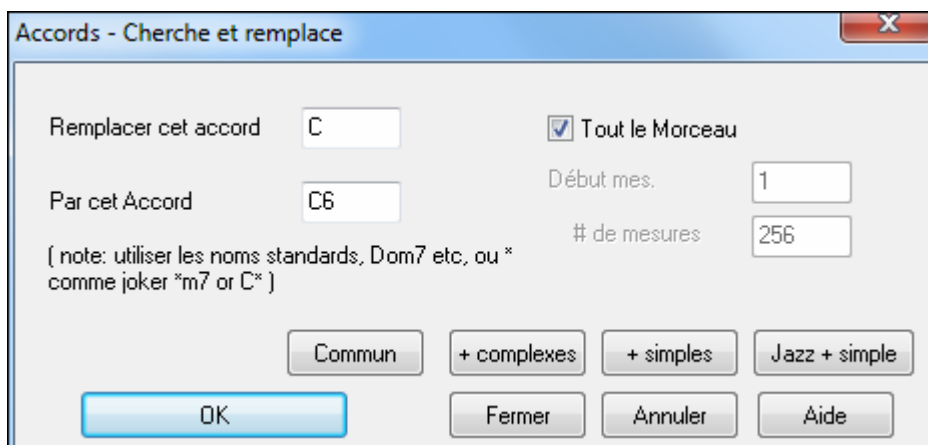 Accords - Cherche et remplace
x
Remplacer cet accord C
Tout le Morceau
Début mes. 1
Par cet Accord C6
# de mesures 256
( note: utiliser les noms standards, Dom7 etc, ou *
comme joker *m7 or C* )
Commun + complexes + simples Jazz + simple
OK Fermer Annuler Aide